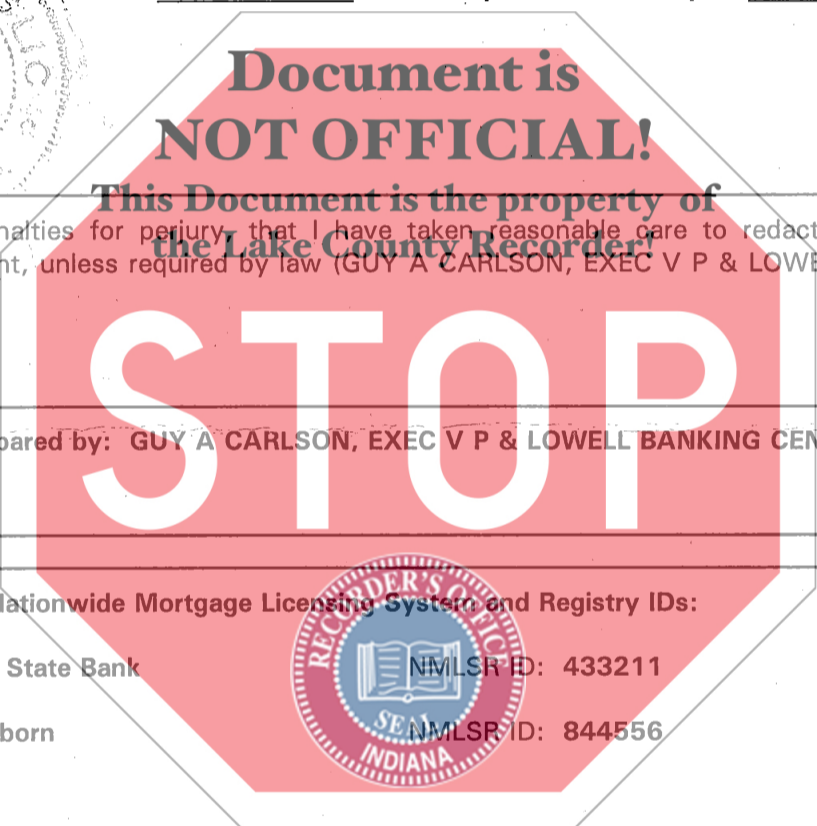 LIC
Document is
NOT OFFICIAL!
This Document is the property of
the Lake County Recorder!
nalties for perjury, that I have taken reasonable care to redact
nt, unless required by law (GUY A CARLSON, EXEC V P & LOWE
STOP
pared by: GUY A CARLSON, EXEC V P & LOWELL BANKING CEN
Nationwide Mortgage Licensing System and Registry IDs:
State Bank NMLSR ID: 433211
born NMLSR ID: 844556
RECORDER'S OFFICE
SEAL
INDIANA